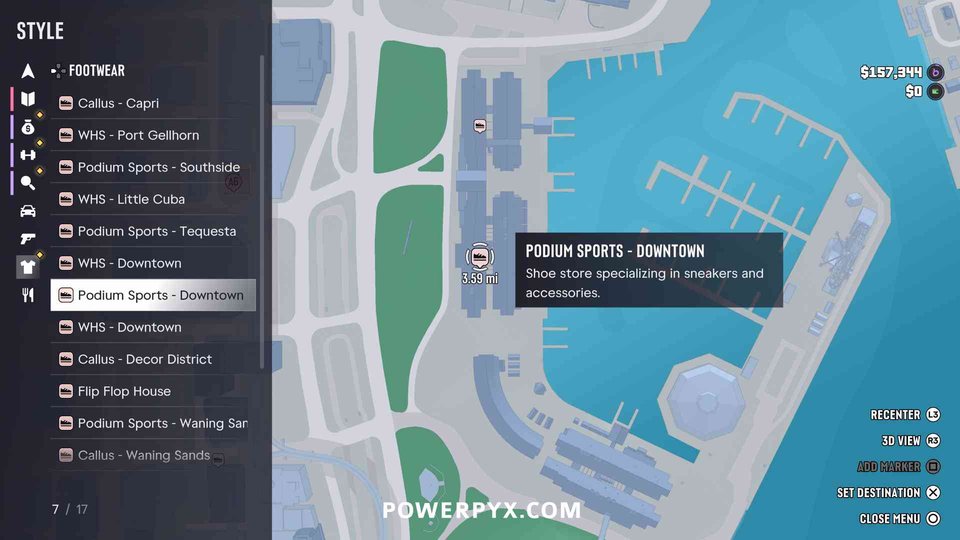 STYLE
FOOTWEAR
Callus - Capri
WHS - Port Gellhorn
Podium Sports - Southside
WHS - Little Cuba
Podium Sports - Tequesta
WHS - Downtown
Podium Sports - Downtown
WHS - Downtown
Callus - Decor District
Flip Flop House
Podium Sports - Waning San
Callus - Waning Sands
7 / 17
$157,344
$0
3.59 mi
PODIUM SPORTS - DOWNTOWN
Shoe store specializing in sneakers and
accessories.
RECENTER L3
3D VIEW R3
ADD MARKER
SET DESTINATION
CLOSE MENU
POWERPYX.COM